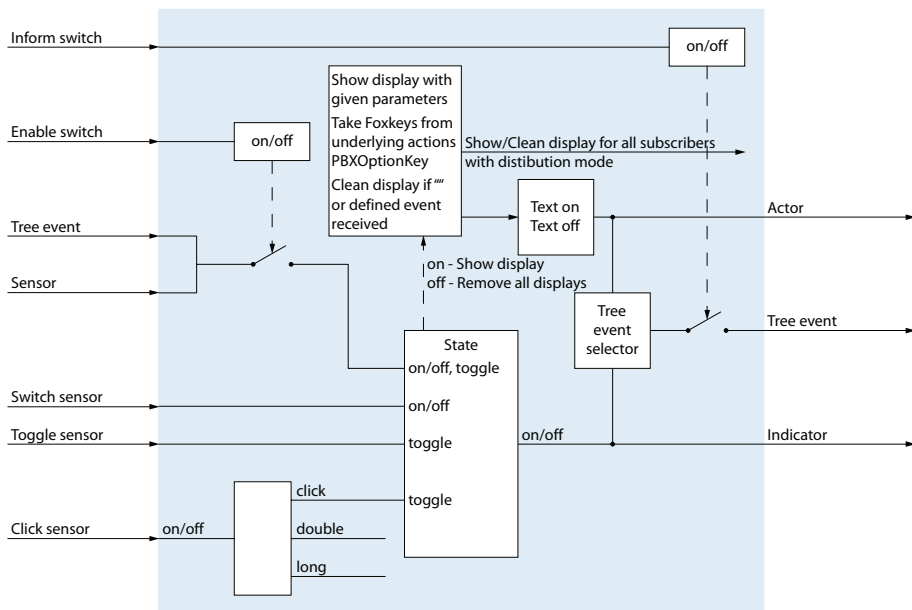 Inform switch
on/off
Show display with
given parameters
Take Foxkeys from
underlying actions
PBXOptionKey
Clean display if ““
or defined event
received
Enable switch
on/off
Show/Clean display for all subscribers
with distibution mode
Text on
Text off
Actor
Tree event
Sensor
on - Show display
off - Remove all displays
Tree
event
selector
Tree event
State
on/off, toggle
Switch sensor
on/off
Toggle sensor
toggle
on/off
Indicator
click
toggle
Click sensor
on/off
double
long